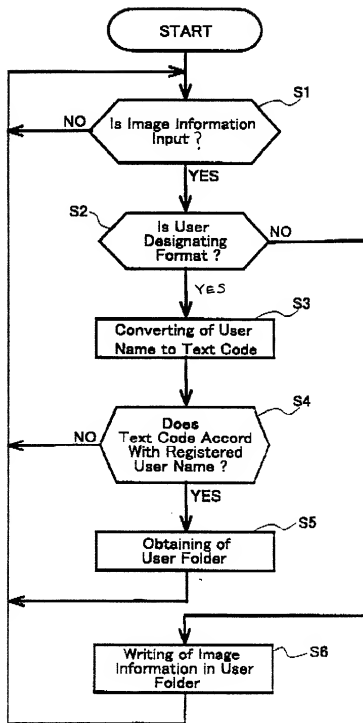 START
S1
NO
Is Image Information
Input ?
YES
S2
Is User
Designating
Format ?
NO
YES
S3
Converting of User
Name to Text Code
S4
NO
Does
Text Code Accord
With Registered
User Name ?
YES
S5
Obtaining of
User Folder
S6
Writing of Image
Information in User
Folder